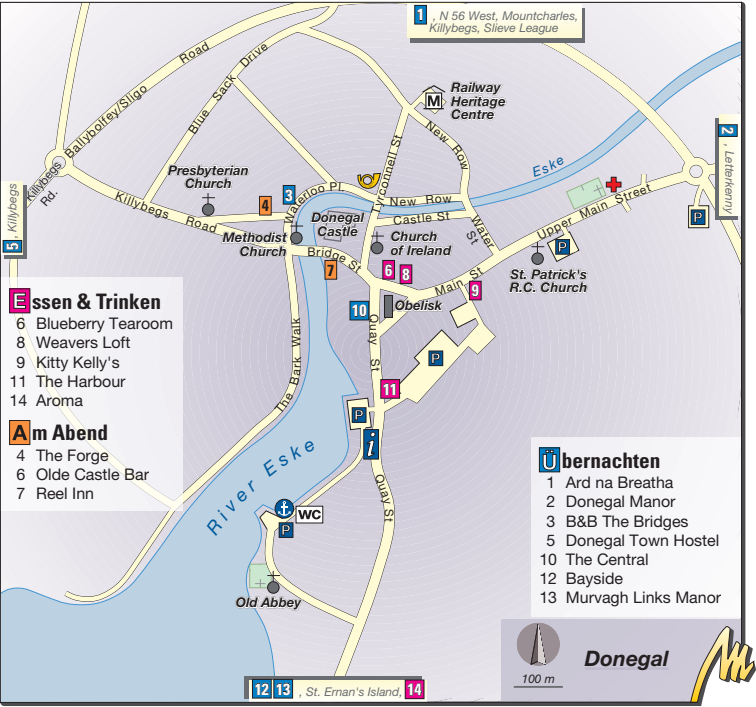 1 , N 56 West, Mountcharles,
Killybegs, Slieve League
Ballybolfey/Sligo Road
Blue Sack Drive
M Railway
Heritage
Centre
2 , Letterkenny
Eske
Killybegs
Rd.
Presbyterian
Church
Tyrconnell St
New Row
Killybegs Road
4
3
Waterloo Pl.
New Row
Castle St
Water
St
Upper Main Street
P
5 , Killybegs
Donegal
Castle
Methodist
Church
Church
of Ireland
P
St. Patrick's
R.C. Church
Bridge St
7
6
8
Main St
9
10
Obelisk
Quay St
P
The Bark Walk
11
P
i
River Eske
Quay St
WC
P
Old Abbey
Essen & Trinken
6 Blueberry Tearoom
8 Weavers Loft
9 Kitty Kelly's
11 The Harbour
14 Aroma
Am Abend
4 The Forge
6 Olde Castle Bar
7 Reel Inn
Übernachten
1 Ard na Breatha
2 Donegal Manor
3 B&B The Bridges
5 Donegal Town Hostel
10 The Central
12 Bayside
13 Murvagh Links Manor
12 13 , St. Ernan's Island, 14
100 m
Donegal